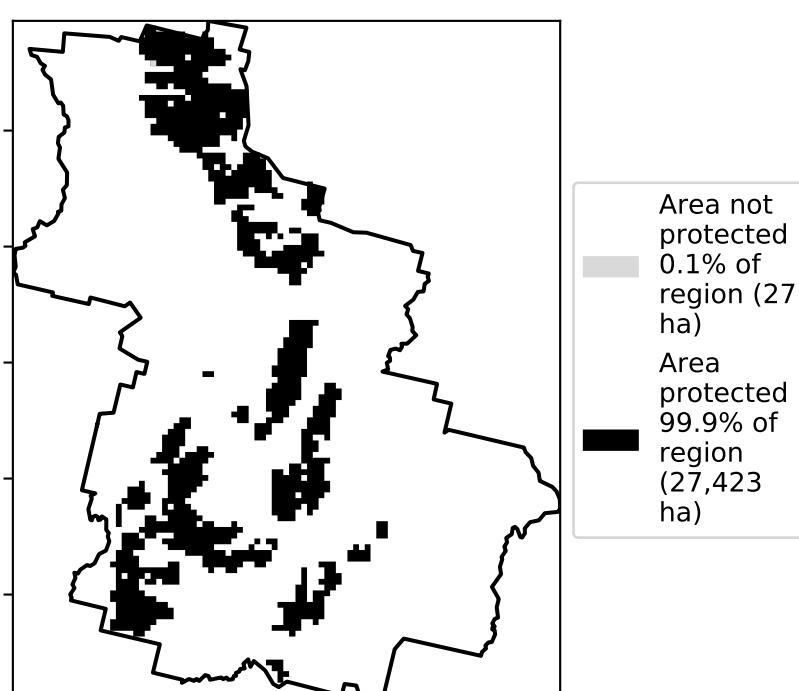 Area not
protected
0.1% of
region (27
ha)
Area
protected
99.9% of
region
(27,423
ha)